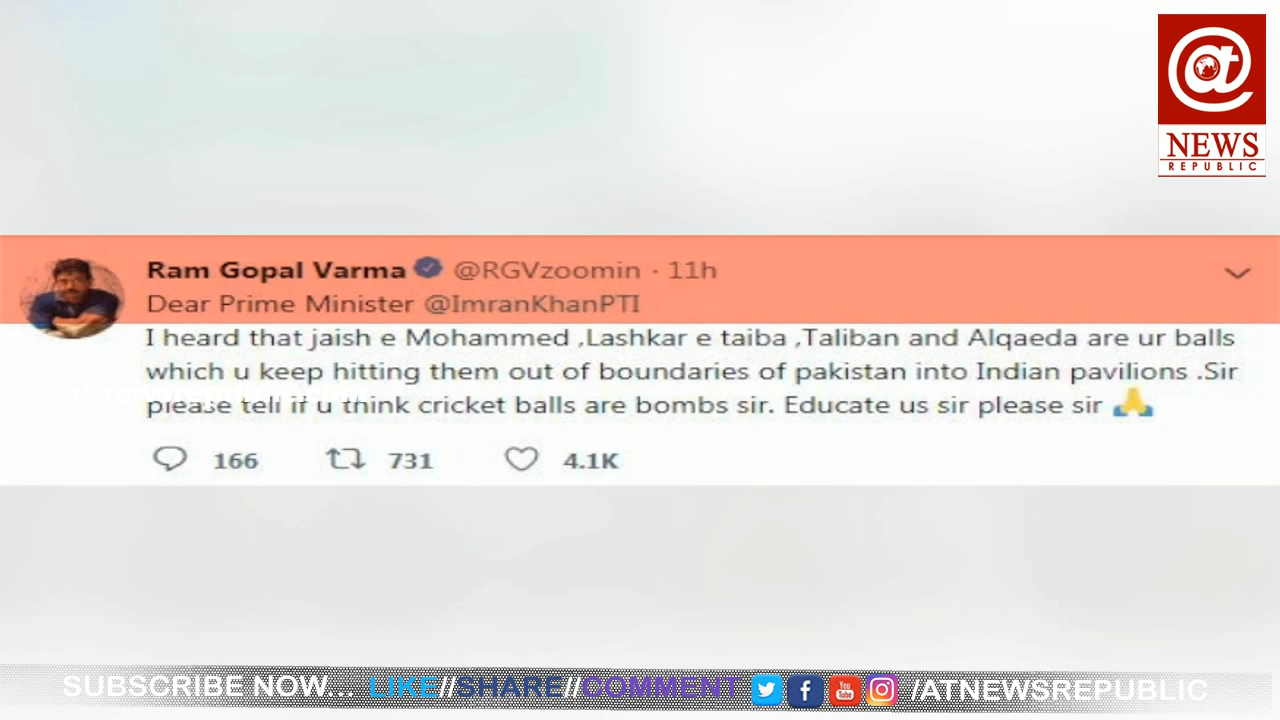 @
NEWS
REPUBLIC
Ram Gopal Varma @RGVzoomin · 11h
Dear Prime Minister @ImranKhanPTI
I heard that jaish e Mohammed ,Lashkar e taiba ,Taliban and Alqaeda are ur balls
which u keep hitting them out of boundaries of pakistan into Indian pavilions .Sir
please tell if u think cricket balls are bombs sir. Educate us sir please sir 🙏
166 731 4.1K
SUBSCRIBE NOW... LIKE//SHARE//COMMENT /ATNEWSREPUBLIC